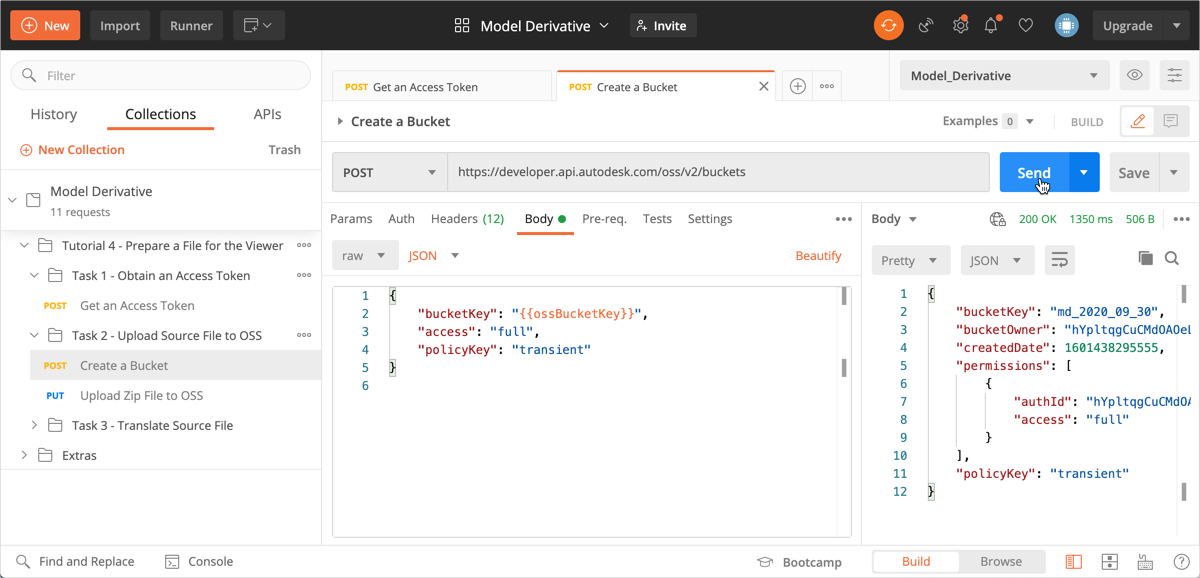 New Import Runner Model Derivative Invite Upgrade
Filter
History Collections APIs
New Collection Trash
Model Derivative
11 requests
Tutorial 4 - Prepare a File for the Viewer
Task 1 - Obtain an Access Token
POST Get an Access Token
Task 2 - Upload Source File to OSS
POST Create a Bucket
PUT Upload Zip File to OSS
Task 3 - Translate Source File
Extras
POST Get an Access Token POST Create a Bucket Model_Derivative
Create a Bucket Examples 0 BUILD
POST https://developer.api.autodesk.com/oss/v2/buckets Send Save
Params Auth Headers (12) Body Pre-req. Tests Settings
raw JSON Beautify
1 {
2 "bucketKey": "{{ossBucketKey}}",
3 "access": "full",
4 "policyKey": "transient"
5 }
6
Body 200 OK 1350 ms 506 B
Pretty JSON
1 {
2 "bucketKey": "md_2020_09_30",
3 "bucketOwner": "hYpltqgCuCMdOAOeL
4 "createdDate": 1601438295555,
5 "permissions": [
6 {
7 "authId": "hYpltqgCuCMdOA
8 "access": "full"
9 }
10 ],
11 "policyKey": "transient"
12 }
Find and Replace Console Bootcamp Build Browse